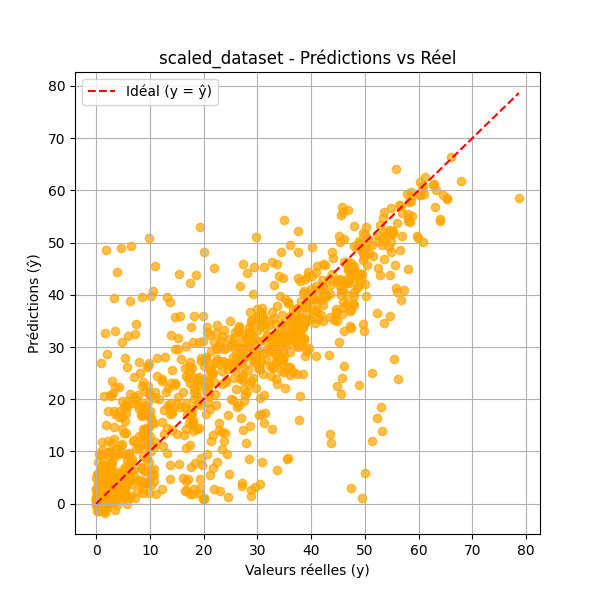 scaled_dataset - Prédictions vs Réel
Idéal (y = ŷ)
80
70
60
50
40
30
20
10
0
Prédictions (ŷ)
0 10 20 30 40 50 60 70 80
Valeurs réelles (y)